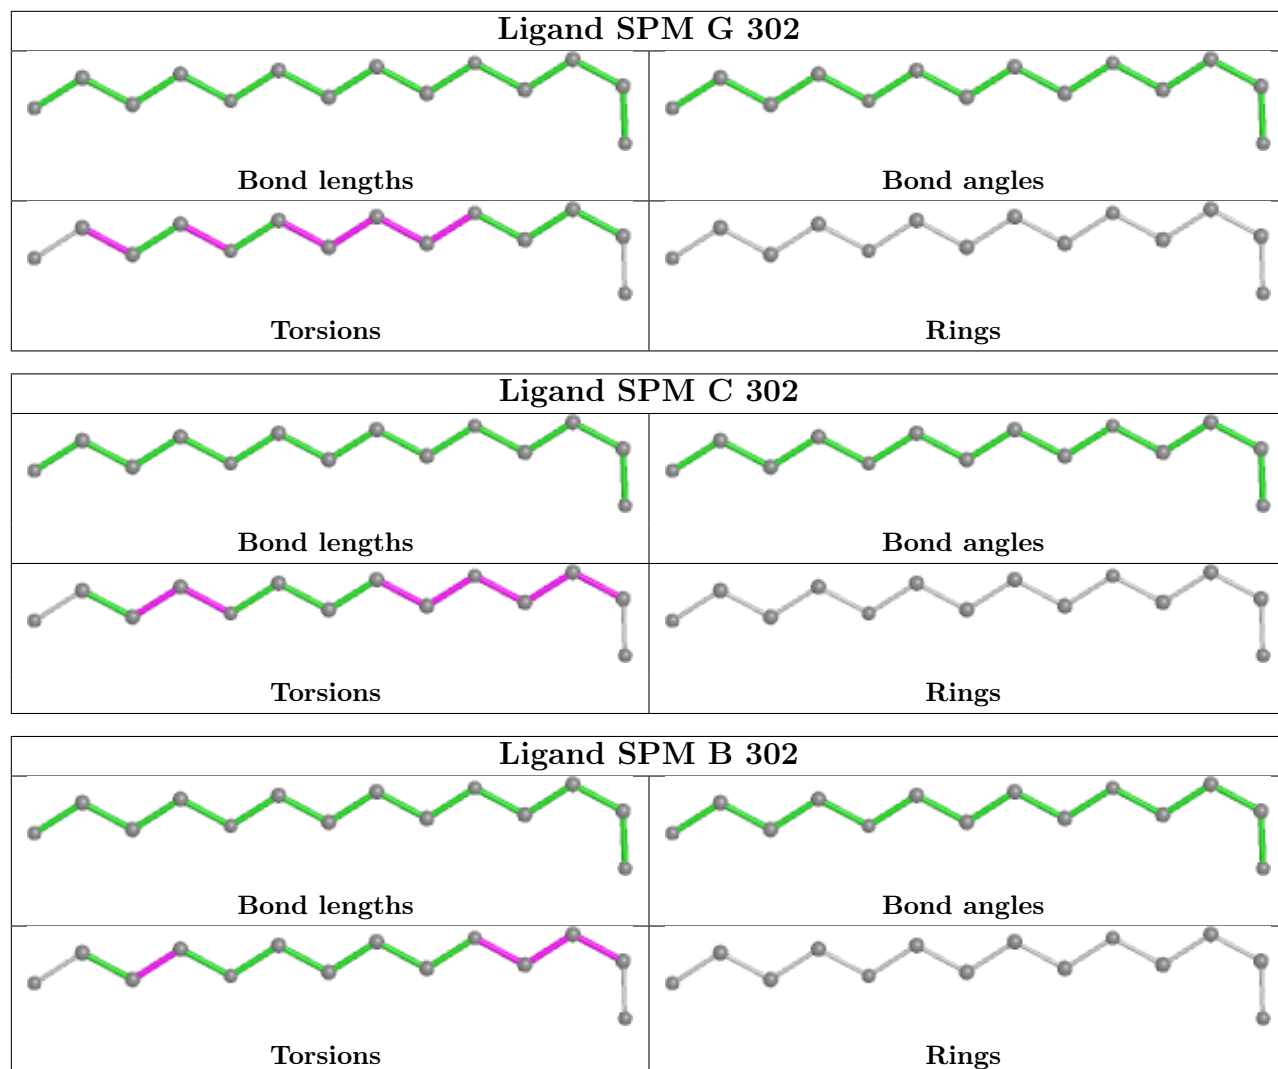 Ligand SPM G 302
Bond lengths
Bond angles
Torsions
Rings
Ligand SPM C 302
Bond lengths
Bond angles
Torsions
Rings
Ligand SPM B 302
Bond lengths
Bond angles
Torsions
Rings